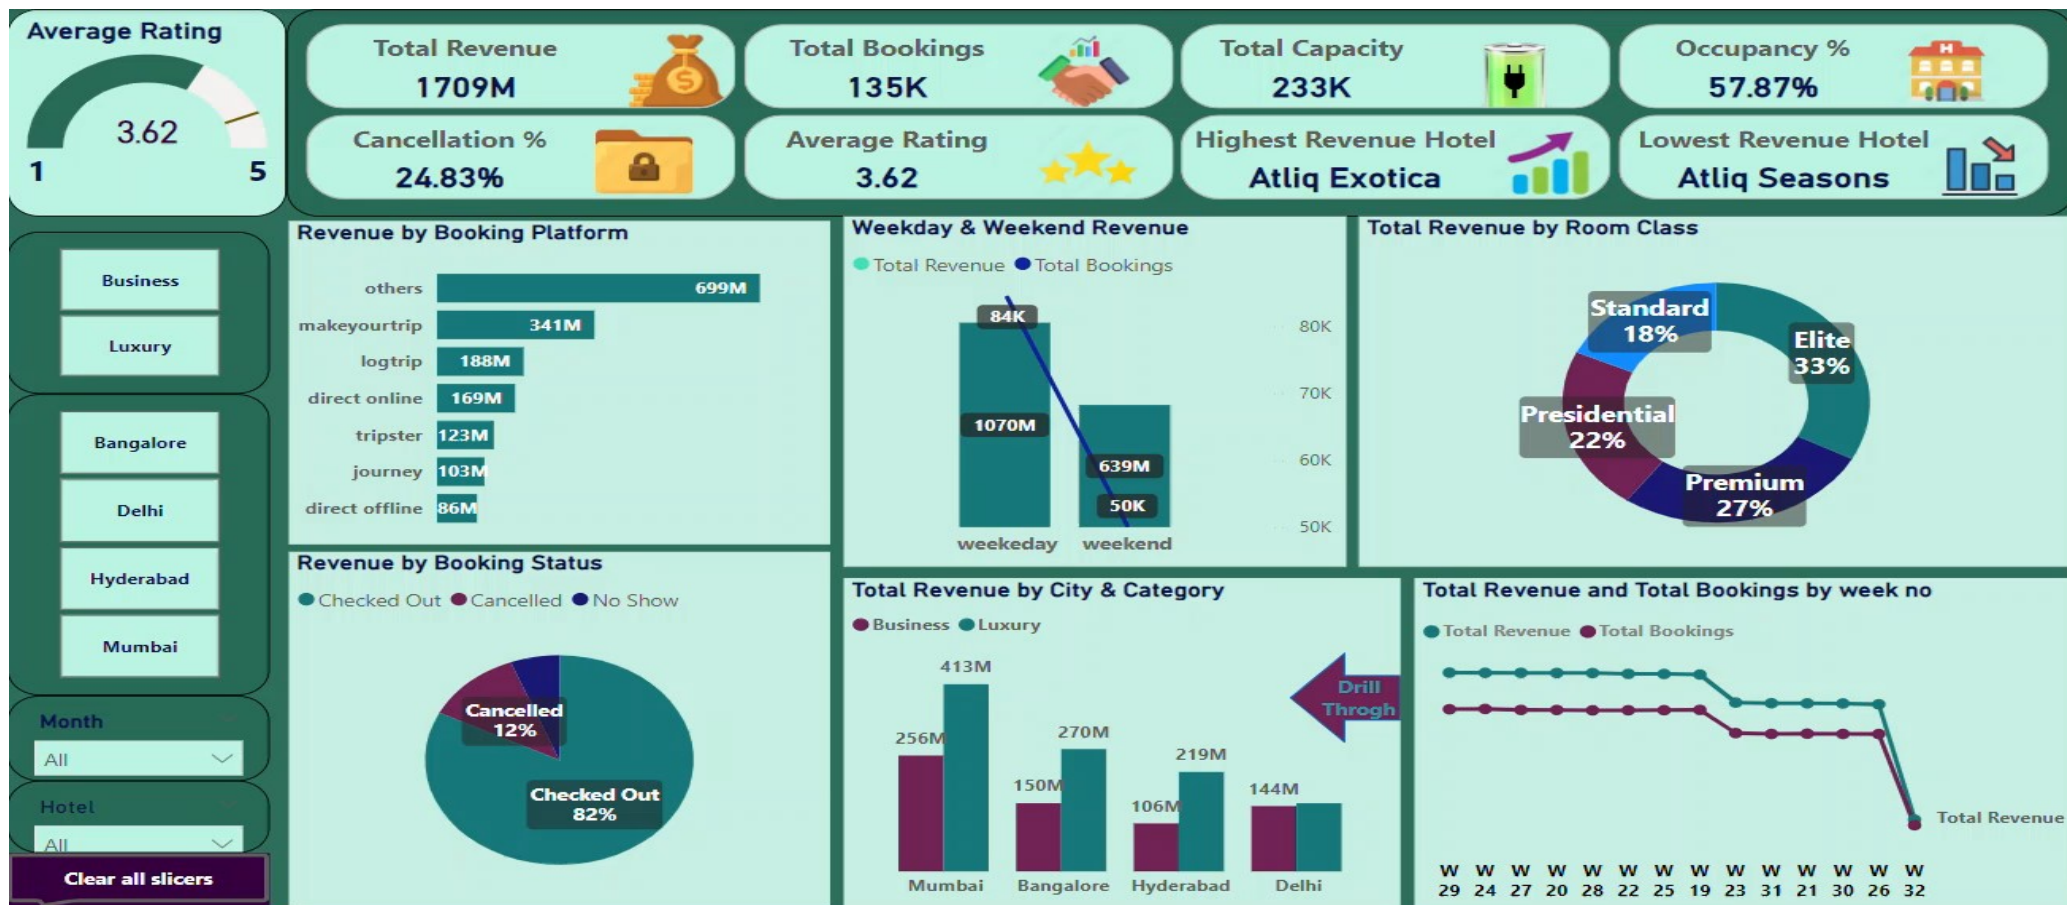 Average Rating
3.62
1
5
Total Revenue
1709M
Total Bookings
135K
Total Capacity
233K
Occupancy %
57.87%
Cancellation %
24.83%
Average Rating
3.62
Highest Revenue Hotel
Atliq Exotica
Lowest Revenue Hotel
Atliq Seasons
H
Business
Luxury
Bangalore
Delhi
Hyderabad
Mumbai
Month
All
Hotel
All
Clear all slicers
Revenue by Booking Platform
others 699M
makeyourtrip 341M
logtrip 188M
direct online 169M
tripster 123M
journey 103M
direct offline 86M
Weekday & Weekend Revenue
Total Revenue Total Bookings
84K
1070M
639M
50K
80K
70K
60K
50K
weekeday weekend
Total Revenue by Room Class
Standard
18%
Elite
33%
Presidential
22%
Premium
27%
Revenue by Booking Status
Checked Out Cancelled No Show
Cancelled
12%
Checked Out
82%
Total Revenue by City & Category
Business Luxury
413M
256M
270M
150M
219M
106M
144M
Mumbai Bangalore Hyderabad Delhi
Drill
Throgh
Total Revenue and Total Bookings by week no
Total Revenue Total Bookings
Total Revenue
W W W W W W W W W W W W W W
29 24 27 20 28 22 25 19 23 31 21 30 26 32